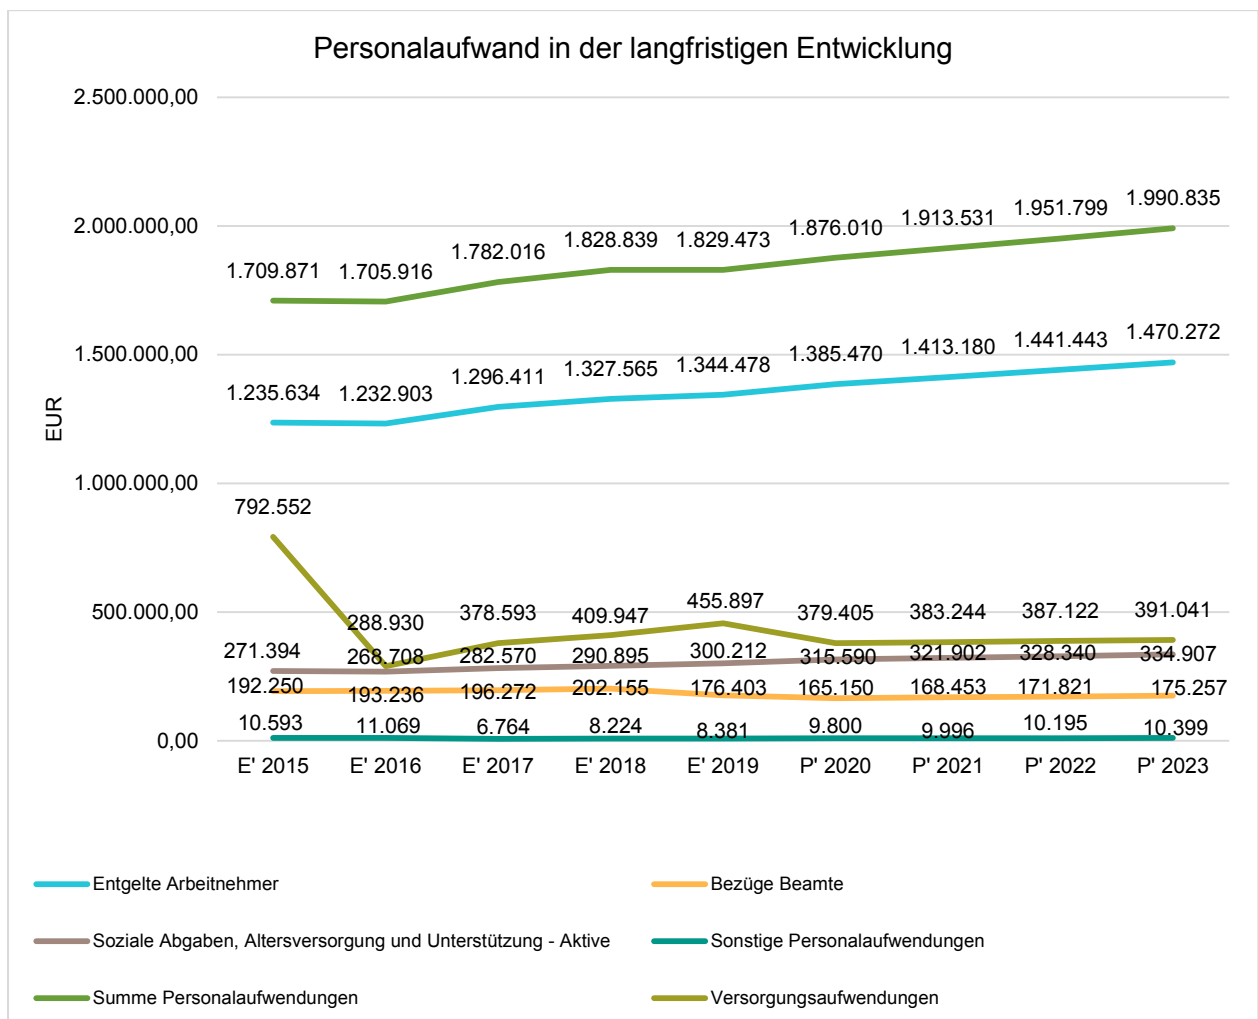 Personalaufwand in der langfristigen Entwicklung
2.500.000,00
2.000.000,00
1.500.000,00
1.000.000,00
500.000,00
0,00
EUR
1.709.871 1.705.916 1.782.016 1.828.839 1.829.473 1.876.010 1.913.531 1.951.799 1.990.835
1.235.634 1.232.903 1.296.411 1.327.565 1.344.478 1.385.470 1.413.180 1.441.443 1.470.272
792.552 288.930 378.593 409.947 455.897 379.405 383.244 387.122 391.041
271.394 268.708 282.570 290.895 300.212 315.590 321.902 328.340 334.907
192.250 193.236 196.272 202.155 176.403 165.150 168.453 171.821 175.257
10.593 11.069 6.764 8.224 8.381 9.800 9.996 10.195 10.399
E' 2015 E' 2016 E' 2017 E' 2018 E' 2019 P' 2020 P' 2021 P' 2022 P' 2023
Entgelte Arbeitnehmer
Bezüge Beamte
Soziale Abgaben, Altersversorgung und Unterstützung - Aktive
Sonstige Personalaufwendungen
Summe Personalaufwendungen
Versorgungsaufwendungen